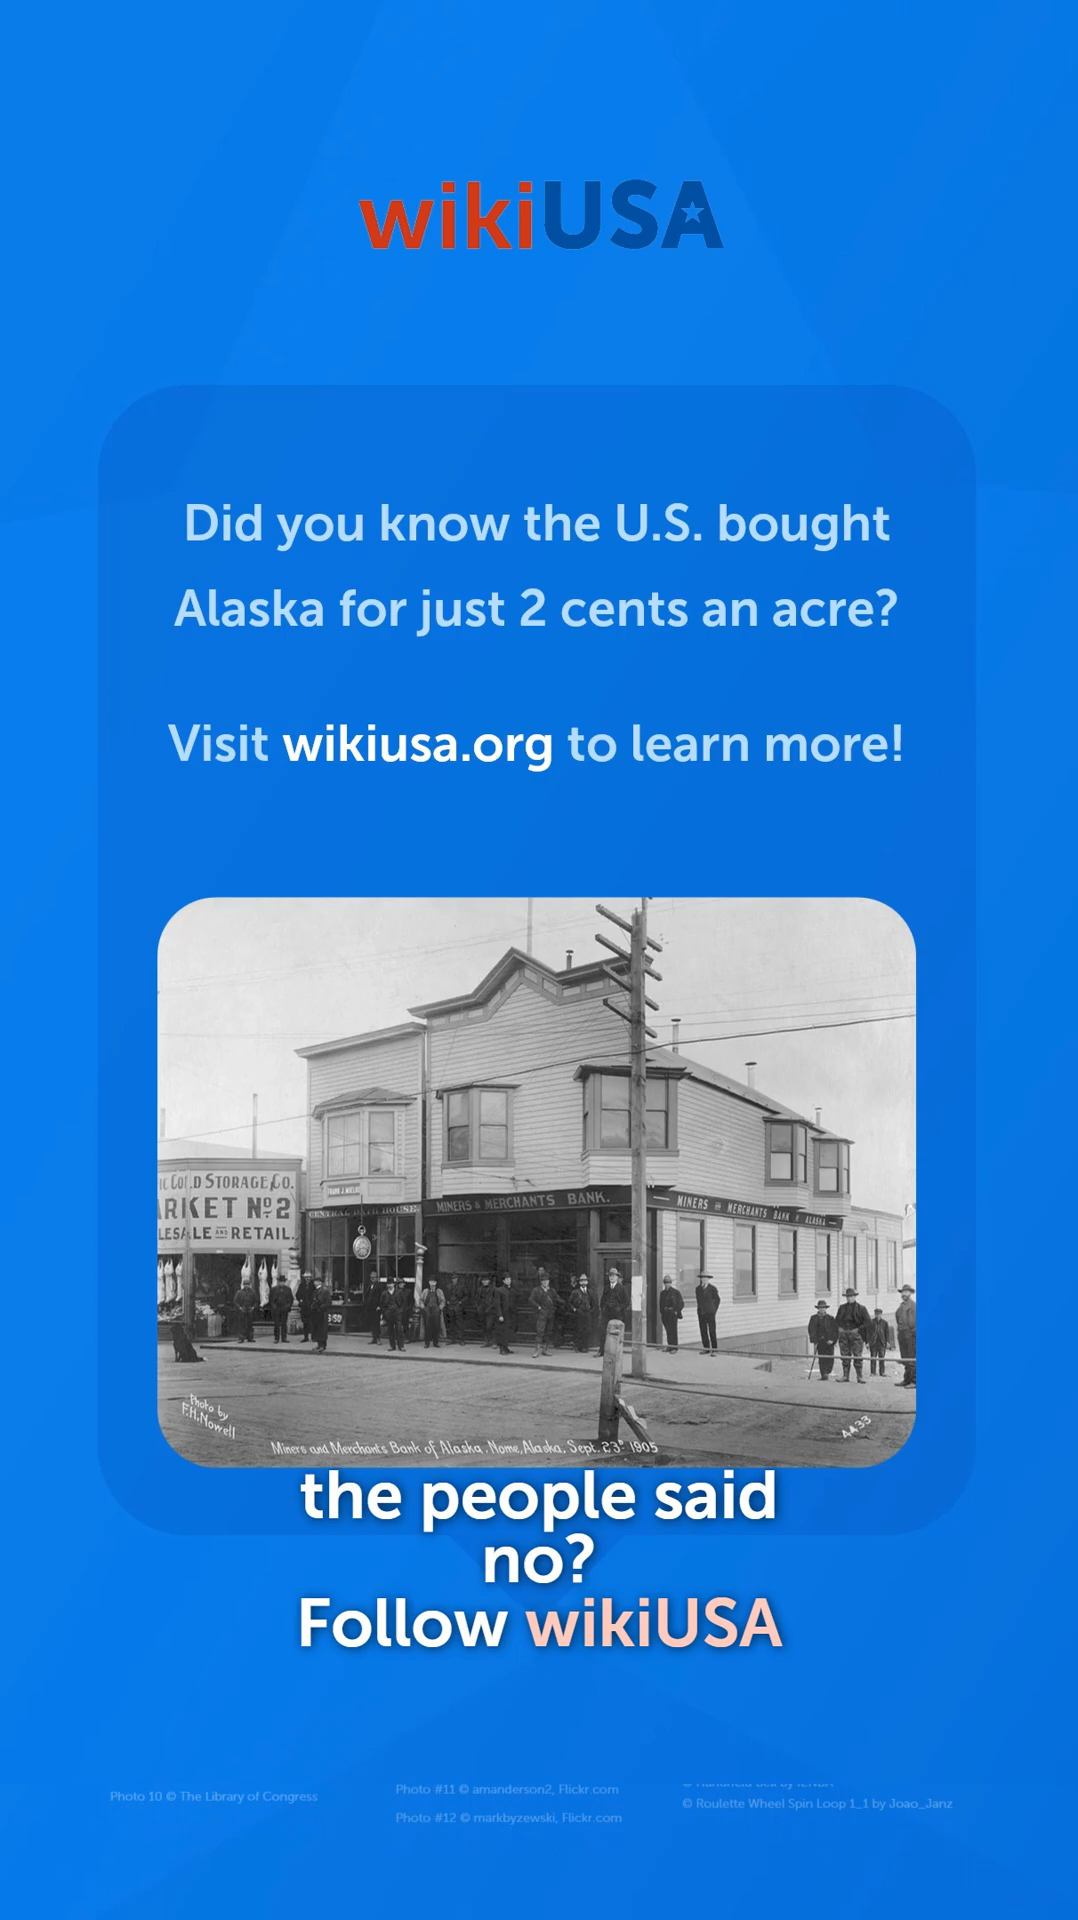 wikiUSA
Did you know the U.S. bought
Alaska for just 2 cents an acre?
Visit wikiusa.org to learn more!
IC COLD STORAGE CO.
ARKET No 2
LESALE AND RETAIL.
CENTRAL BATH HOUSE.
MINERS & MERCHANTS BANK.
MINERS AND MERCHANTS BANK OF ALASKA
Photo by
F.H.Nowell
Miners and Merchants Bank of Alaska, Nome, Alaska. Sept. 23rd 1905
AA33
the people said
no?
Follow wikiUSA
Photo 10 © The Library of Congress
Photo #11 © amanderson2, Flickr.com
Photo #12 © markbyzewski, Flickr.com
© Roulette Wheel Spin Loop 1_1 by Joao_Janz